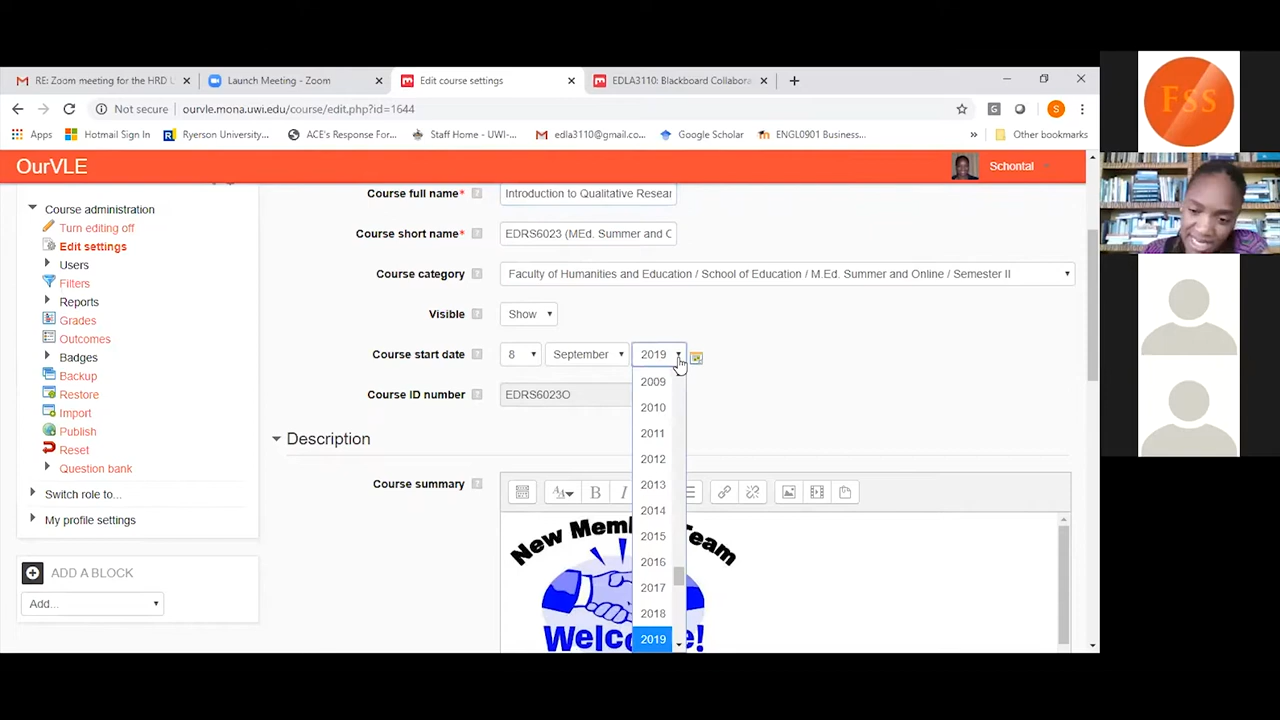 RE: Zoom meeting for the HRD U
Launch Meeting - Zoom
Edit course settings
EDLA3110: Blackboard Collabora
Not secure
ourvle.mona.uwi.edu/course/edit.php?id=1644
G
S
Apps
Hotmail Sign In
Ryerson University...
ACE's Response For...
Staff Home - UWI-...
edla3110@gmail.co...
Google Scholar
ENGL0901 Business...
»
Other bookmarks
OurVLE
Schontal
FSS
Course administration
Turn editing off
Edit settings
Users
Filters
Reports
Grades
Outcomes
Badges
Backup
Restore
Import
Publish
Reset
Question bank
Switch role to...
My profile settings
ADD A BLOCK
Add...
Course full name* ?
Introduction to Qualitative Resear
Course short name* ?
EDRS6023 (MEd. Summer and O
Course category ?
Faculty of Humanities and Education / School of Education / M.Ed. Summer and Online / Semester II
Visible ?
Show
Course start date ?
8 September 2019
Course ID number ?
EDRS6023O
2009
2010
2011
2012
2013
2014
2015
2016
2017
2018
2019
Description
Course summary ?
B I
New Memb Team
Welcome!